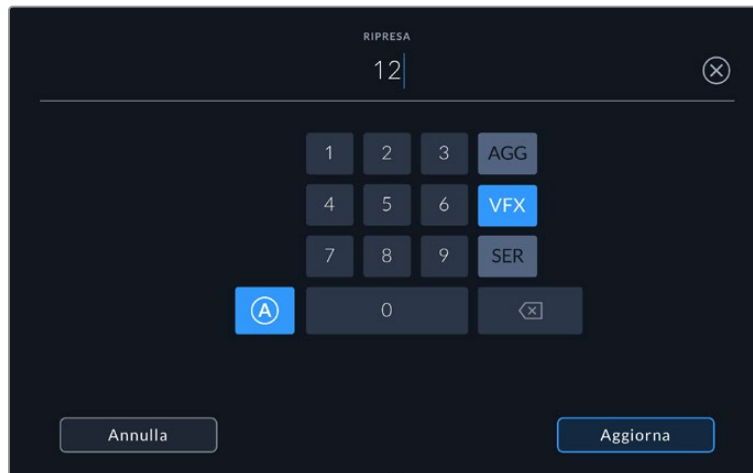 RIPRESA
12
1 2 3 AGG
4 5 6 VFX
7 8 9 SER
A 0
Annulla Aggiorna